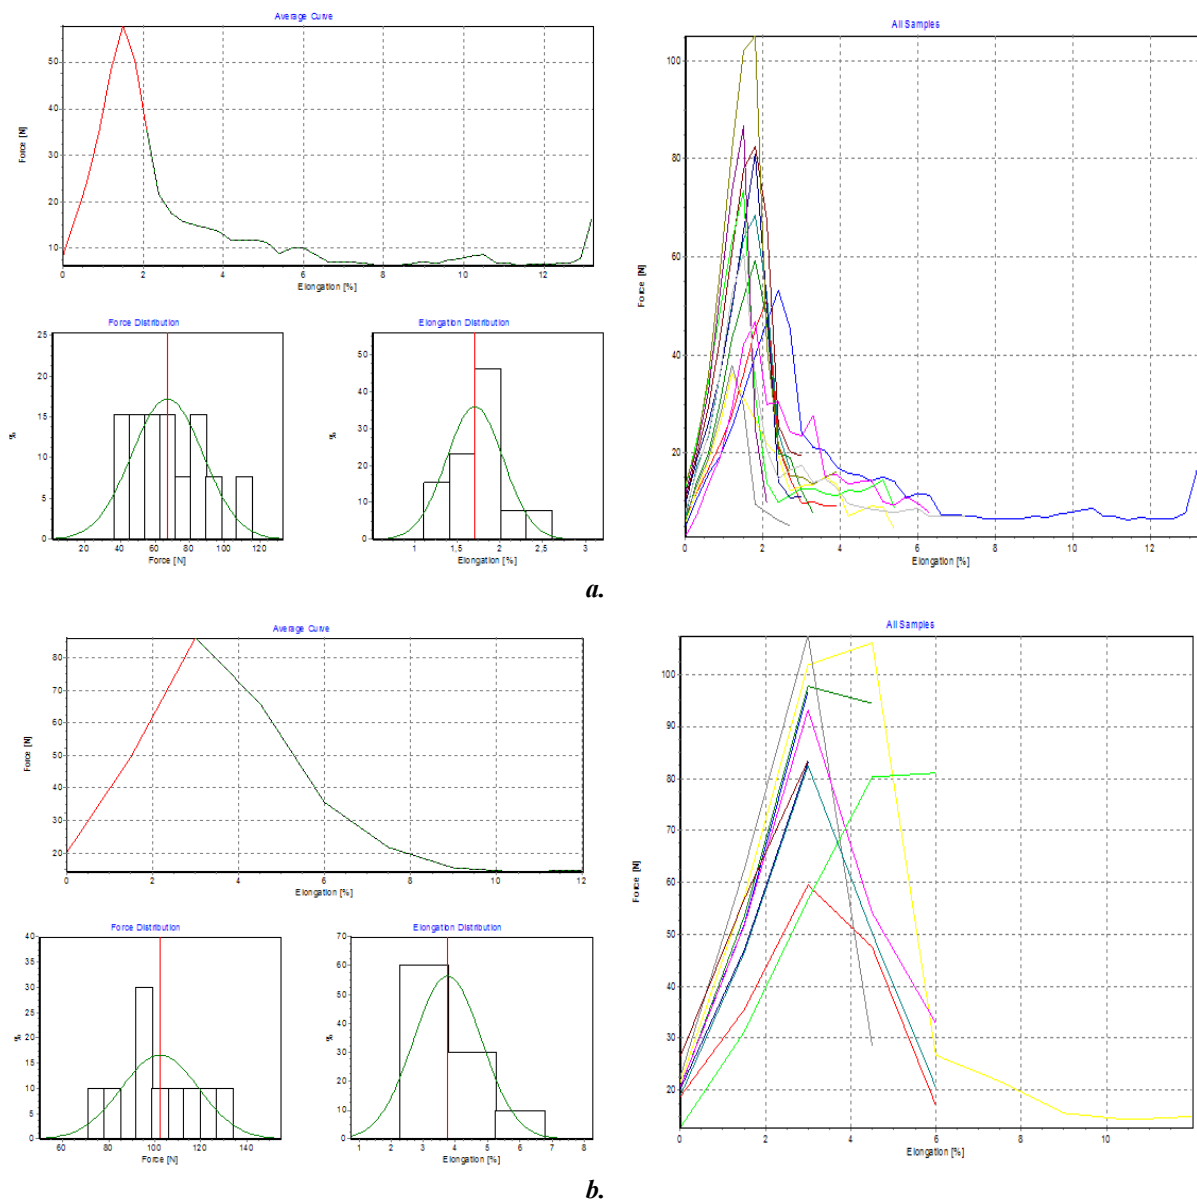 Average Curve
Force [N]
50
40
30
20
10
0 2 4 6 8 10 12
Elongation [%]
All Samples
Force [N]
100
80
60
40
20
0 2 4 6 8 10 12
Elongation [%]
Force Distribution
%
25
20
15
10
5
0
20 40 60 80 100 120
Force [N]
Elongation Distribution
%
50
40
30
20
10
0
1 1,5 2 2,5 3
Elongation [%]
a.
Average Curve
Force [N]
80
70
60
50
40
30
20
0 2 4 6 8 10 12
Elongation [%]
All Samples
Force [N]
100
90
80
70
60
50
40
30
20
0 2 4 6 8 10
Elongation [%]
Force Distribution
%
40
35
30
25
20
15
10
5
0
60 80 100 120 140
Force [N]
Elongation Distribution
%
70
60
50
40
30
20
10
0
1 2 3 4 5 6 7 8
Elongation [%]
b.